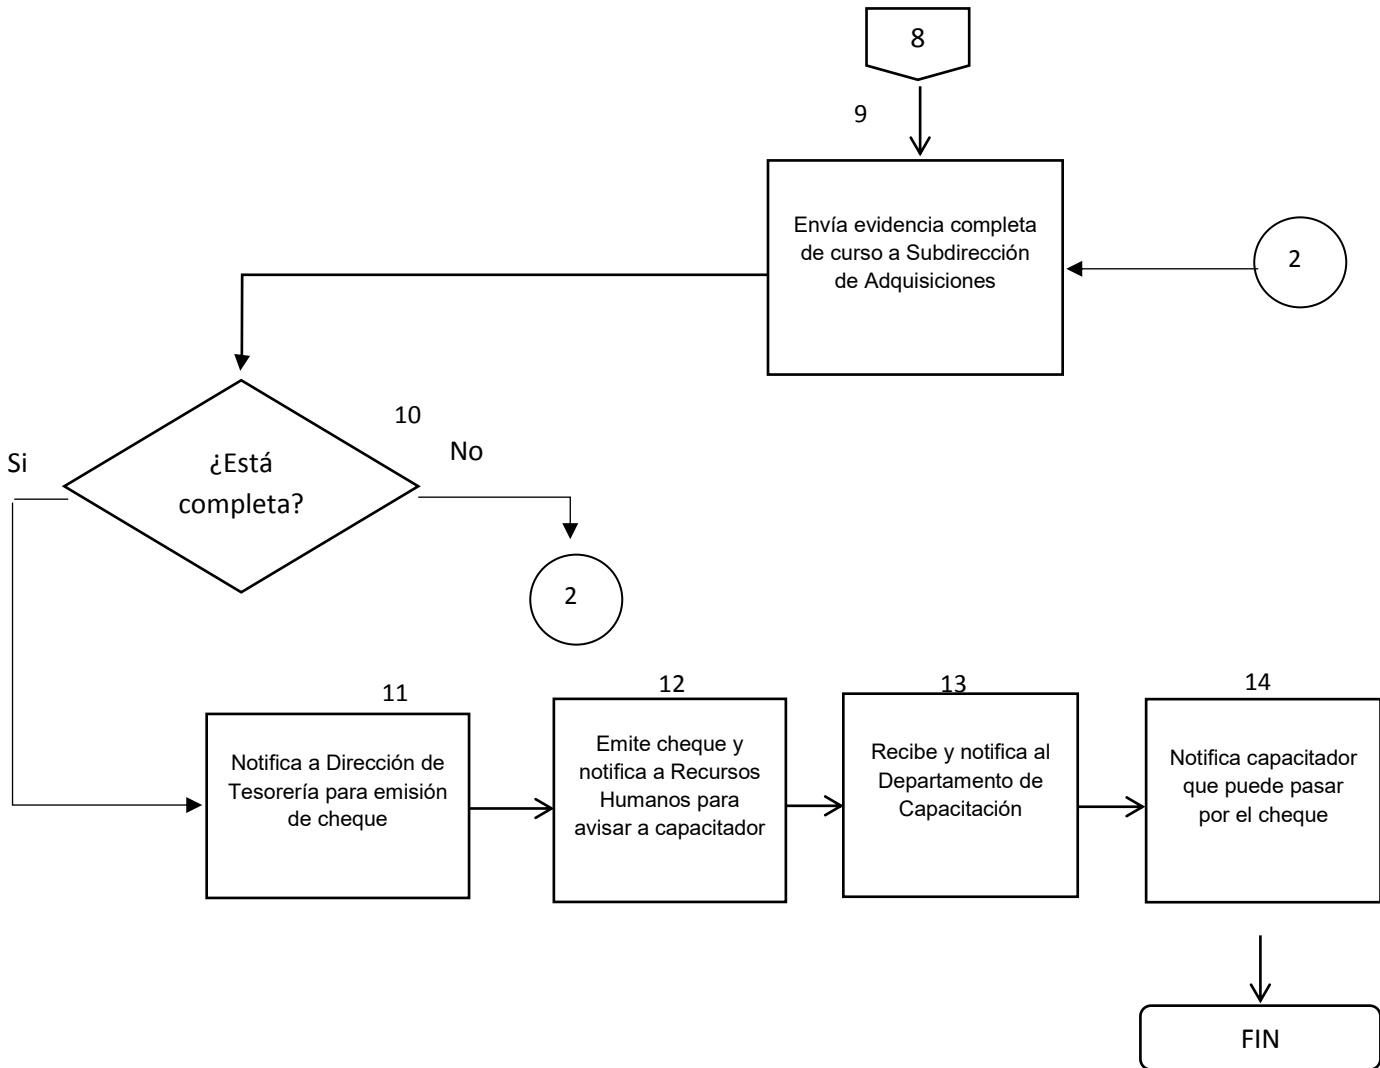 8
9
Envía evidencia completa
de curso a Subdirección
de Adquisiciones
2
10
Si
No
¿Está
completa?
2
11
Notifica a Dirección de
Tesorería para emisión
de cheque
12
Emite cheque y
notifica a Recursos
Humanos para
avisar a capacitador
13
Recibe y notifica al
Departamento de
Capacitación
14
Notifica capacitador
que puede pasar
por el cheque
FIN